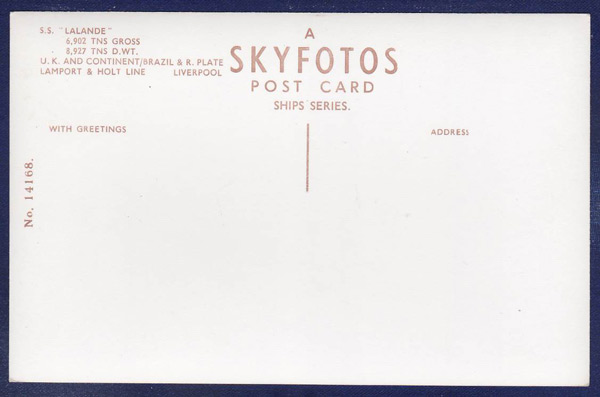 S.S. "LALANDE"
6,902 TNS GROSS
8,927 TNS D.WT.
U.K. AND CONTINENT/BRAZIL & R. PLATE
LAMPORT & HOLT LINE LIVERPOOL
A
SKYFOTOS
POST CARD
SHIPS SERIES.
WITH GREETINGS
ADDRESS
No. 14168.